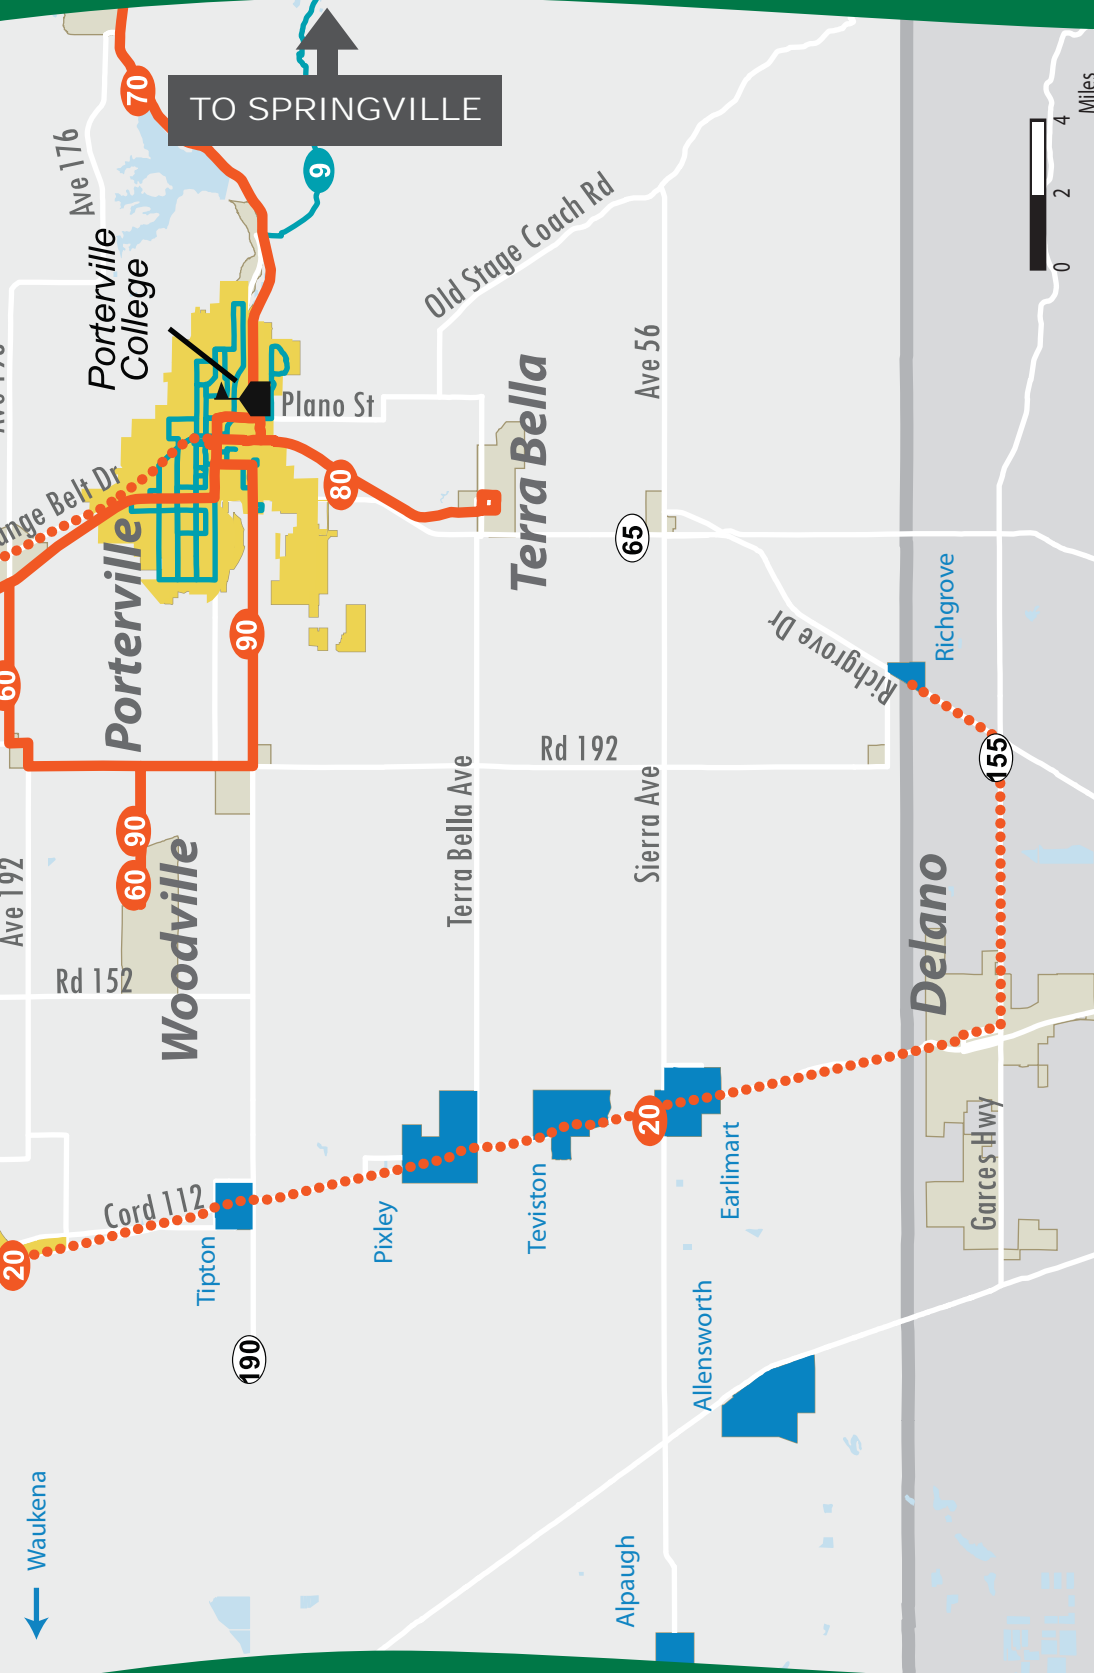 70
TO SPRINGVILLE
9
Ave 176
Porterville
College
Old Stage Coach Rd
Ave 56
Plano St
80
Terra Bella
65
Porterville
90
60
Richgrove Dr
Richgrove
155
Rd 192
Terra Bella Ave
Sierra Ave
Ave 192
90
60
Woodville
Rd 152
Delano
Garces Hwy
20
Earlimart
Teviston
Pixley
Cord 112
Tipton
20
190
Allensworth
Alpaugh
Waukena
0 2 4
Miles
Belt Dr